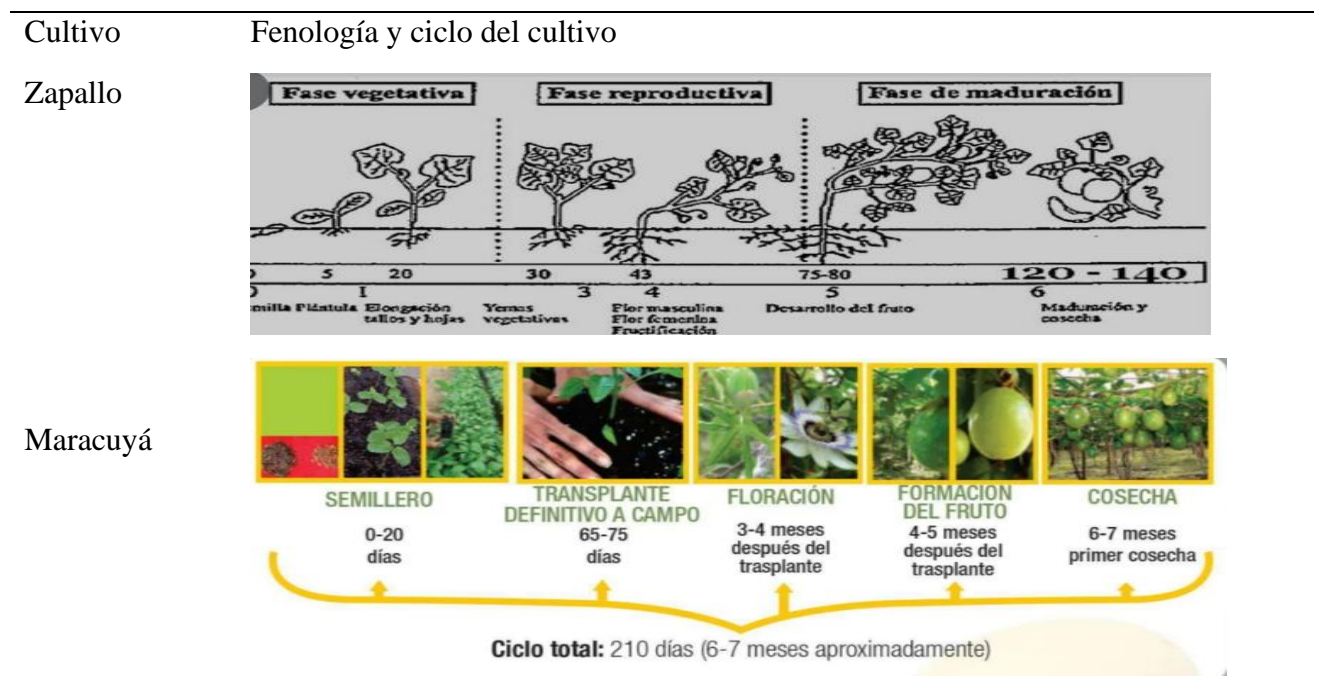 Cultivo Fenología y ciclo del cultivo
Zapallo
Fase vegetativa Fase reproductiva Fase de maduración
5 20 30 43 75-80 120 - 140
I 3 4 5 6
milla Plántula Elongación Yemas Flor masculina Desarrollo del fruto Maduración y
tallos y hojas vegetativas Flor femenina cosecha
Fructificación
Maracuyá
SEMILLERO
0-20
días
TRANSPLANTE
DEFINITIVO A CAMPO
65-75
días
FLORACIÓN
3-4 meses
después del
trasplante
FORMACION
DEL FRUTO
4-5 meses
después del
trasplante
COSECHA
6-7 meses
primer cosecha
Ciclo total: 210 días (6-7 meses aproximadamente)